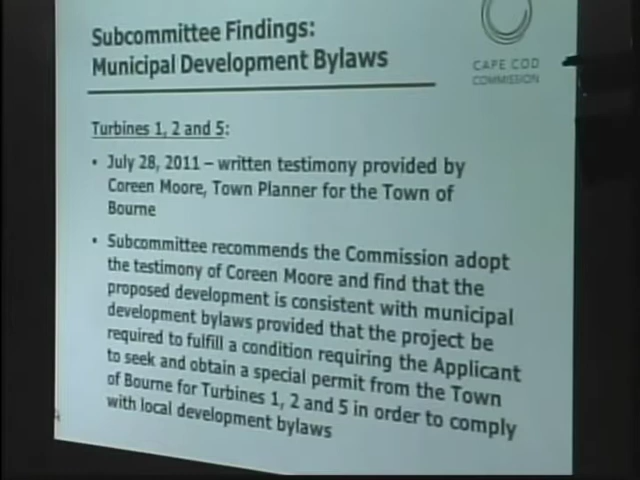 Subcommittee Findings:
Municipal Development Bylaws
CAPE COD
COMMISSION
Turbines 1, 2 and 5:
• July 28, 2011 – written testimony provided by
Coreen Moore, Town Planner for the Town of
Bourne
• Subcommittee recommends the Commission adopt
the testimony of Coreen Moore and find that the
proposed development is consistent with municipal
development bylaws provided that the project be
required to fulfill a condition requiring the Applicant
to seek and obtain a special permit from the Town
of Bourne for Turbines 1, 2 and 5 in order to comply
with local development bylaws